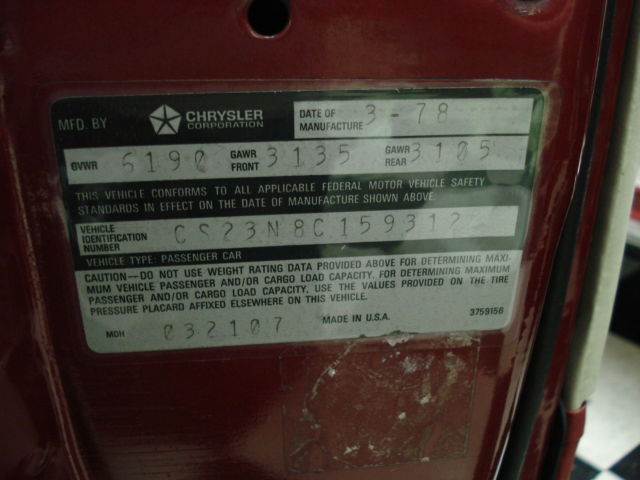 MFD. BY CHRYSLER CORPORATION DATE OF MANUFACTURE 3-78
GVWR 6190 GAWR FRONT 3135 GAWR REAR 3105
THIS VEHICLE CONFORMS TO ALL APPLICABLE FEDERAL MOTOR VEHICLE SAFETY
STANDARDS IN EFFECT ON THE DATE OF MANUFACTURE SHOWN ABOVE.
VEHICLE IDENTIFICATION NUMBER CS23N8C159312
VEHICLE TYPE: PASSENGER CAR
CAUTION—DO NOT USE WEIGHT RATING DATA PROVIDED ABOVE FOR DETERMINING MAXI-
MUM VEHICLE PASSENGER AND/OR CARGO LOAD CAPACITY. FOR DETERMINING MAXIMUM
PASSENGER AND/OR CARGO LOAD CAPACITY, USE THE VALUES PROVIDED ON THE TIRE
PRESSURE PLACARD AFFIXED ELSEWHERE ON THIS VEHICLE.
MDH 032107 MADE IN U.S.A. 3759156